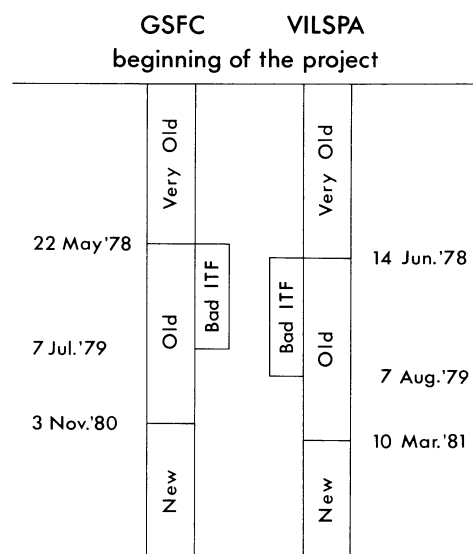 GSFC VILSPA
beginning of the project
Very Old Very Old
22 May '78
14 Jun. '78
Bad ITF Bad ITF
Old Old
7 Jul. '79
7 Aug. '79
3 Nov. '80
10 Mar. '81
New New